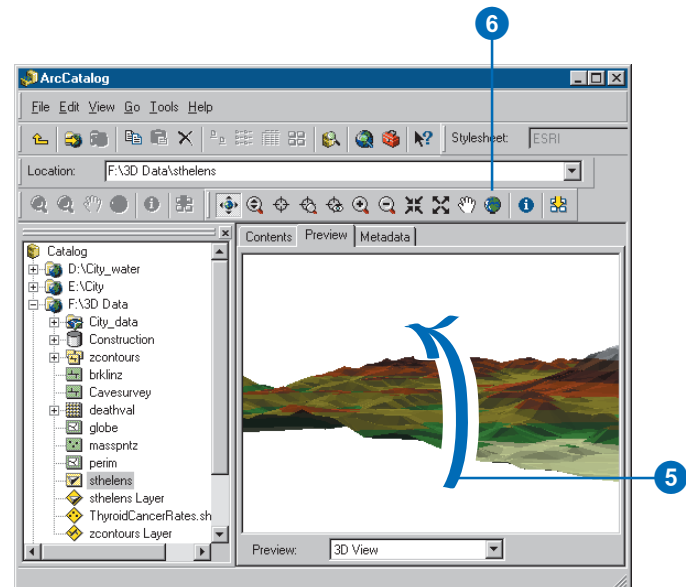 6
ArcCatalog
File Edit View Go Tools Help
Stylesheet: ESRI
Location: F:\3D Data\sthelens
Contents Preview Metadata
Catalog
D:\City_water
E:\City
F:\3D Data
City_data
Construction
zcontours
brklinz
Cavesurvey
deathval
globe
masspntz
perim
sthelens
sthelens Layer
ThyroidCancerRates.sh
zcontours Layer
5
Preview: 3D View